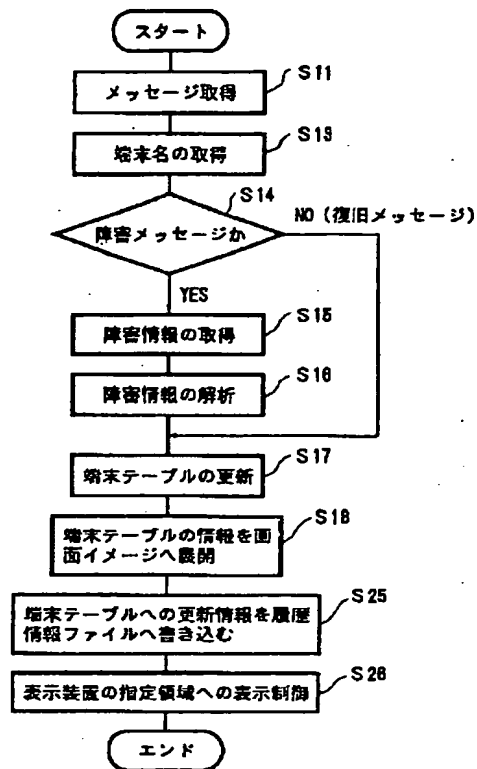 スタート
S11
メッセージ取得
S13
端末名の取得
S14
障害メッセージか
NO（復旧メッセージ）
YES
S15
障害情報の取得
S16
障害情報の解析
S17
端末テーブルの更新
S18
端末テーブルの情報を画
面イメージへ展開
S25
端末テーブルへの更新情報を履歴
情報ファイルへ書き込む
S26
表示装置の指定領域への表示制御
エンド